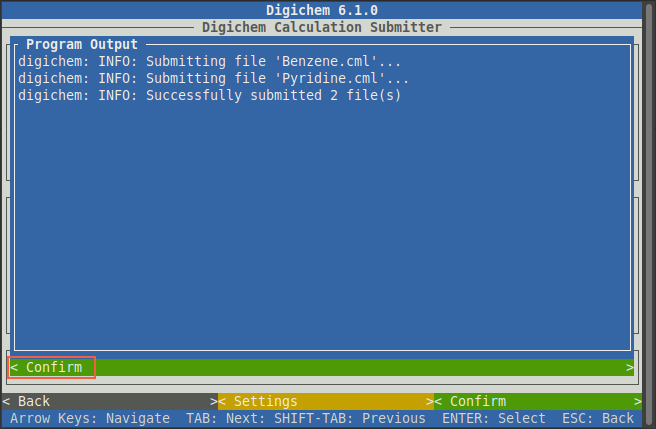 Digichem 6.1.0
Digichem Calculation Submitter
Program Output
digichem: INFO: Submitting file 'Benzene.cml'...
digichem: INFO: Submitting file 'Pyridine.cml'...
digichem: INFO: Successfully submitted 2 file(s)
< Confirm >
< Back > < Settings > < Confirm >
Arrow Keys: Navigate TAB: Next: SHIFT-TAB: Previous ENTER: Select ESC: Back